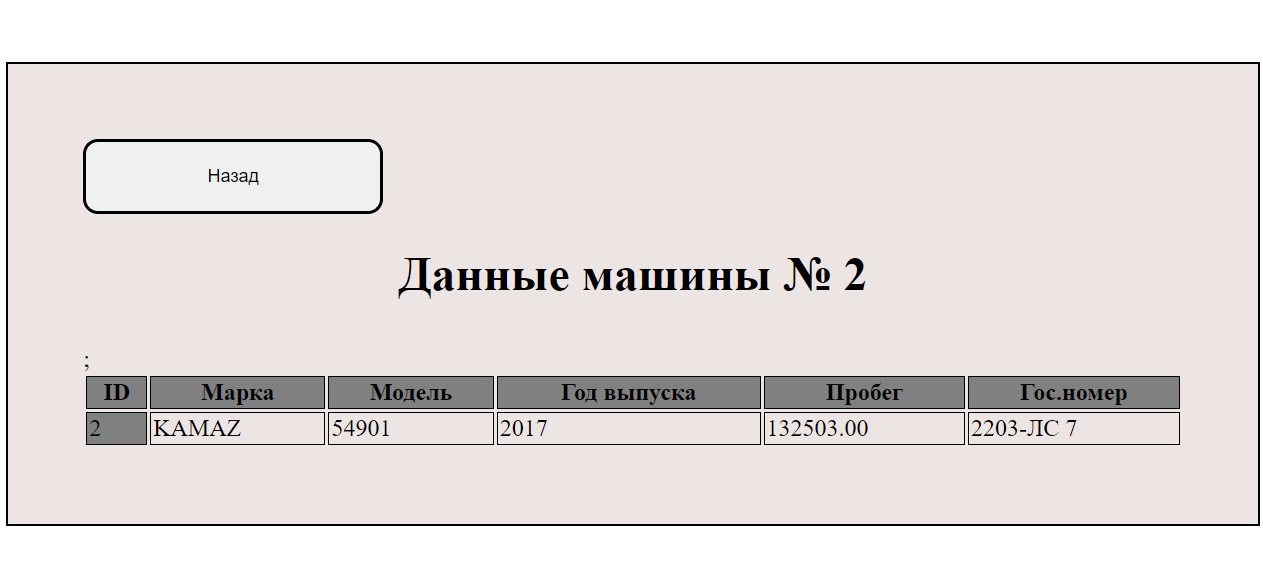 Назад
Данные машины № 2
;
ID Марка Модель Год выпуска Пробег Гос.номер
2 KAMAZ 54901 2017 132503.00 2203-ЛС 7